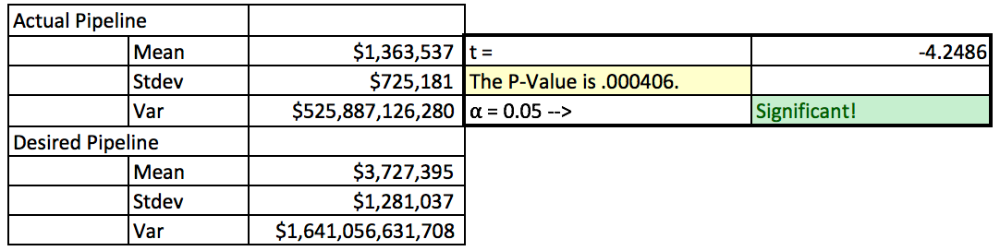 Actual Pipeline
Mean $1,363,537 t = -4.2486
Stdev $725,181 The P-Value is .000406.
Var $525,887,126,280 α = 0.05 --> Significant!
Desired Pipeline
Mean $3,727,395
Stdev $1,281,037
Var $1,641,056,631,708